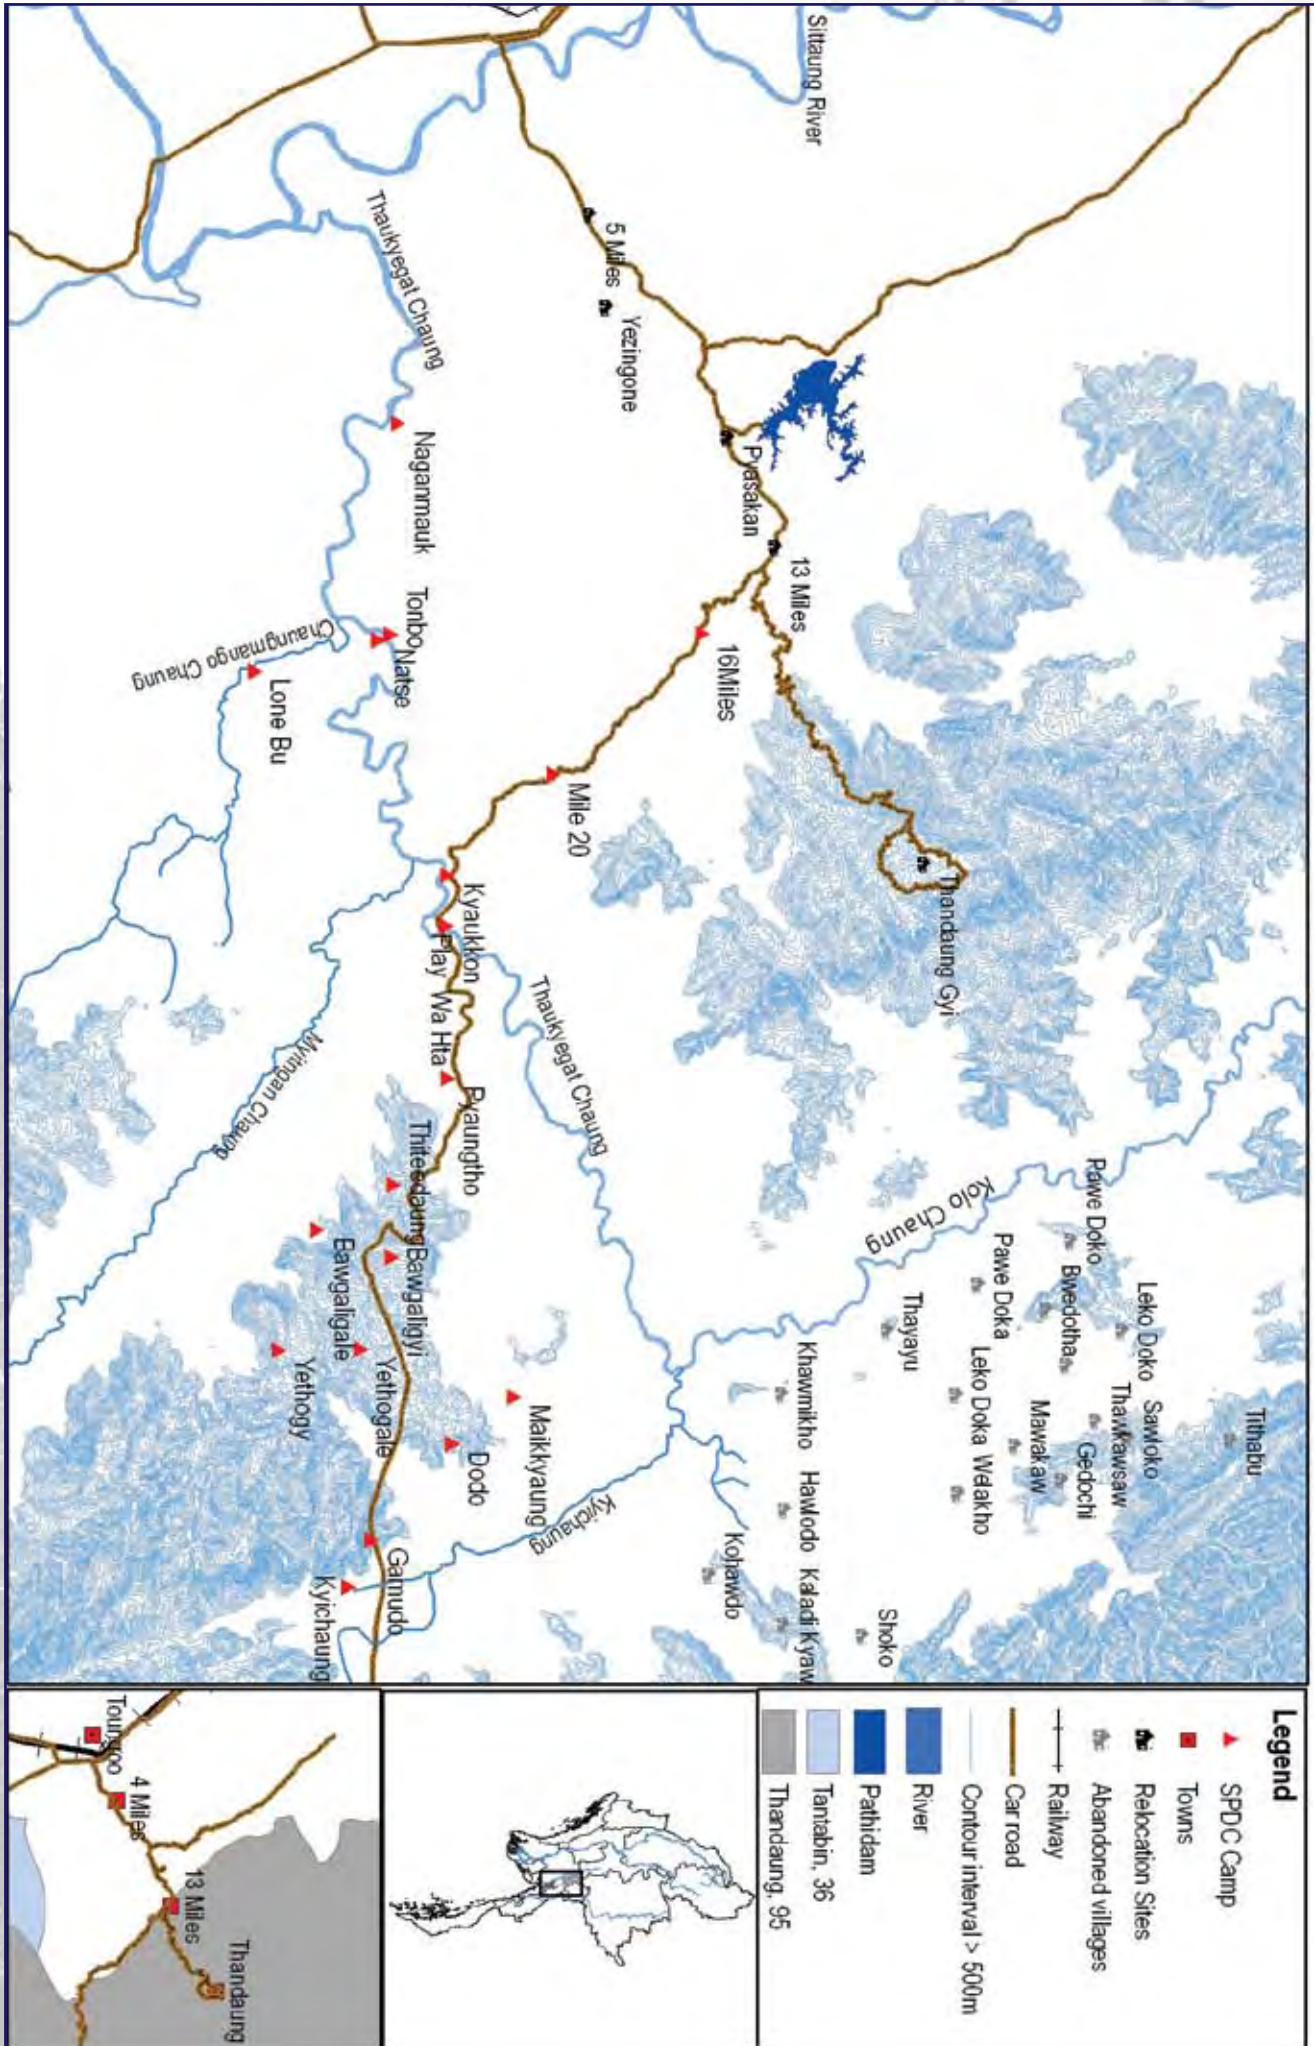 Sittaung River
5 Miles
Yezingone
Pyasakan
13 Miles
16Miles
Mile 20
Thandaung Gyi
Thaukyegat Chaung
Naganmauk
Tonbo
Natse
Chaungmango Chaung
Lone Bu
Kyaukkon
Play Wa Hta
Pyaungtho
Thaukyegat Chaung
Myingan Chaung
Thiteedaung
Bawgaligyi
Bawgaligale
Yethogale
Yethogy
Maikkyaung
Dodo
Gamudo
Kyichaung
Kyichaung
Kolo Chaung
Pawe Doko
Bwedotha
Leko Doko
Pawe Doka
Thayayu
Tithabu
Sawloko
Thawkawsaw
Gedochi
Mawakaw
Leko Doka
Welakho
Khawmikho
Hawlodo
Kaladi Kyaw
Kohawdo
Shoko
Legend
SPDC Camp
Towns
Relocation Sites
Abandoned villages
Railway
Car road
Contour interval > 500m
River
Pathidam
Tantabin, 36
Thandaung, 95
Toungoo
4 Miles
13 Miles
Thandaung